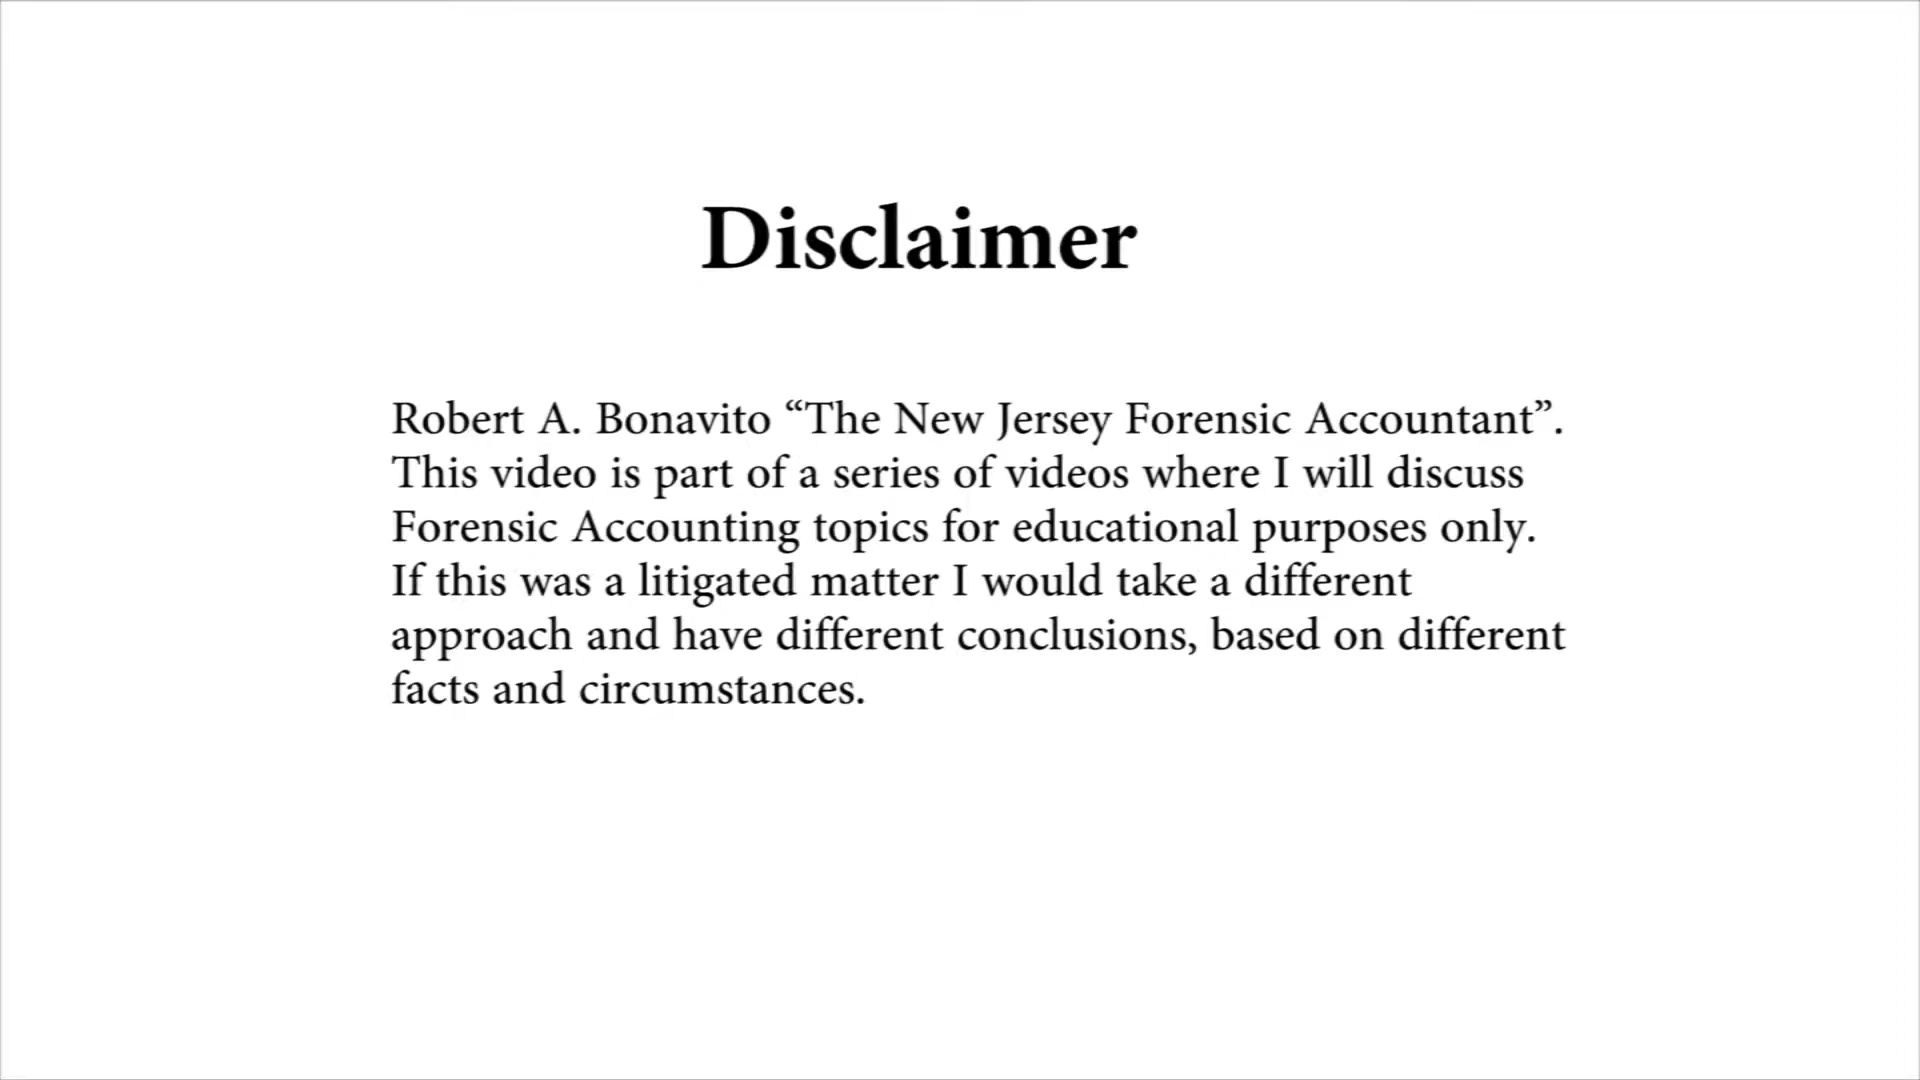 Disclaimer
Robert A. Bonavito “The New Jersey Forensic Accountant”.
This video is part of a series of videos where I will discuss
Forensic Accounting topics for educational purposes only.
If this was a litigated matter I would take a different
approach and have different conclusions, based on different
facts and circumstances.